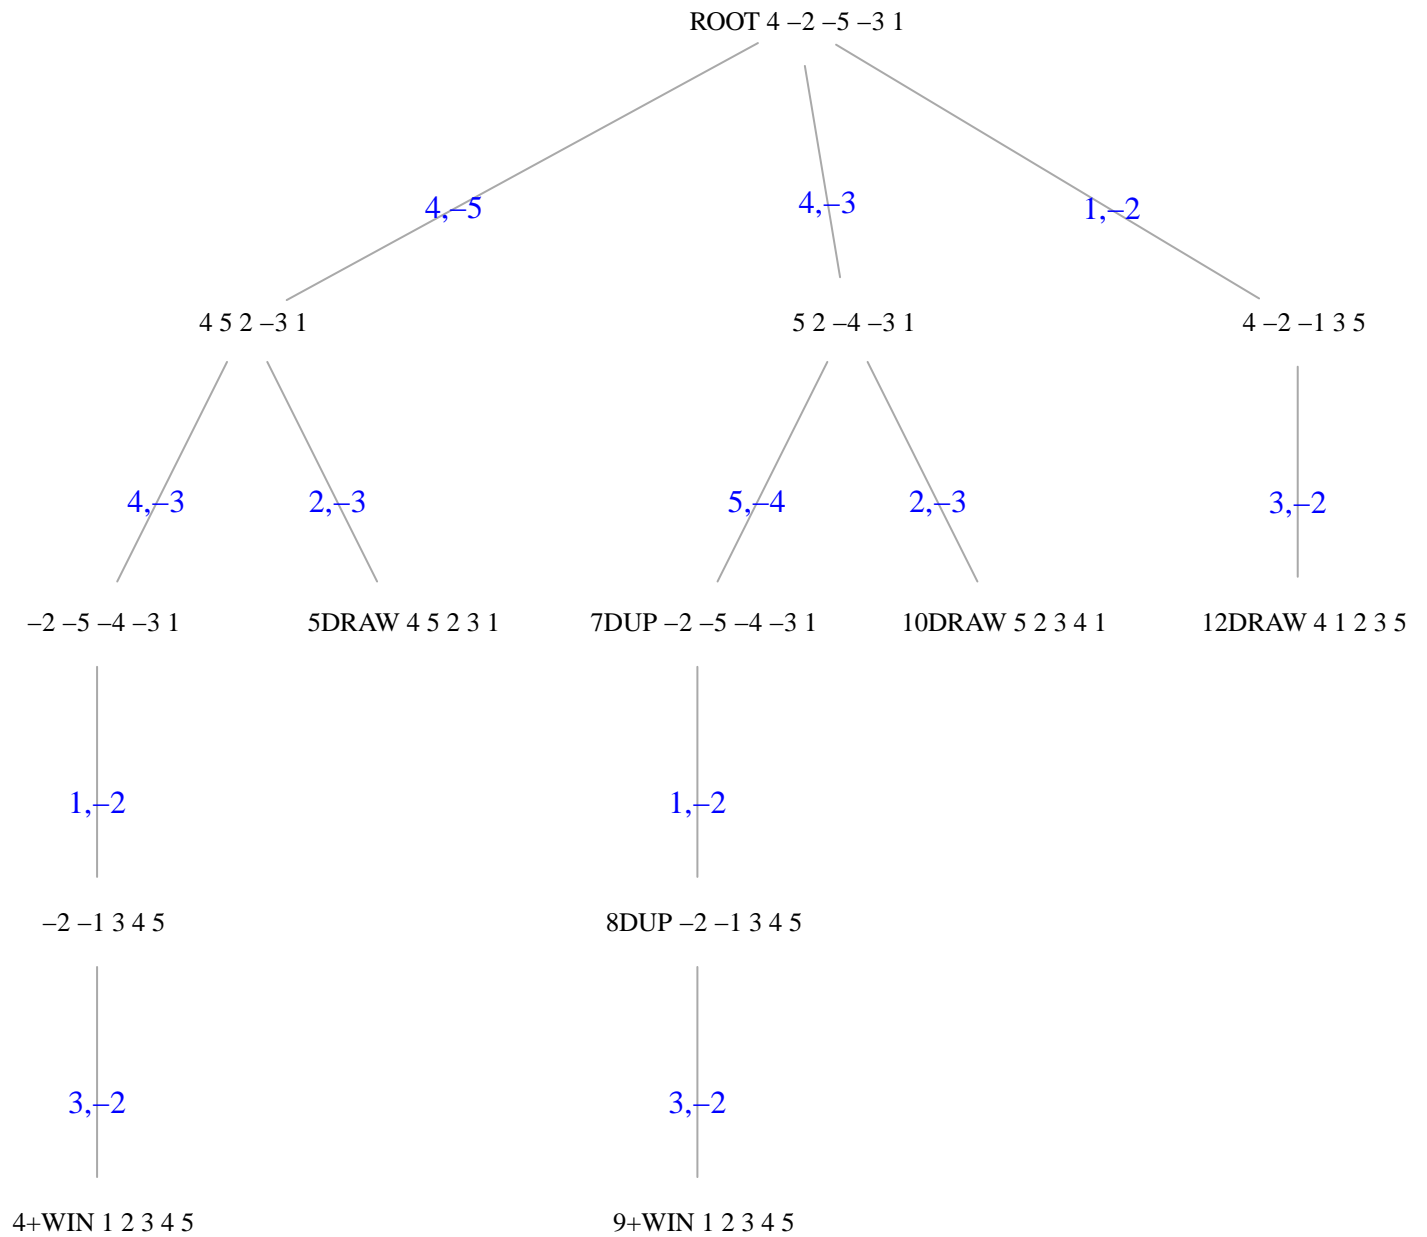 ROOT 4 –2 –5 –3 1
4,–5
4,–3
1,–2
4 5 2 –3 1
5 2 –4 –3 1
4 –2 –1 3 5
4,–3
2,–3
5,–4
2,–3
3,–2
–2 –5 –4 –3 1
5DRAW 4 5 2 3 1
7DUP –2 –5 –4 –3 1
10DRAW 5 2 3 4 1
12DRAW 4 1 2 3 5
1,–2
1,–2
–2 –1 3 4 5
8DUP –2 –1 3 4 5
3,–2
3,–2
4+WIN 1 2 3 4 5
9+WIN 1 2 3 4 5